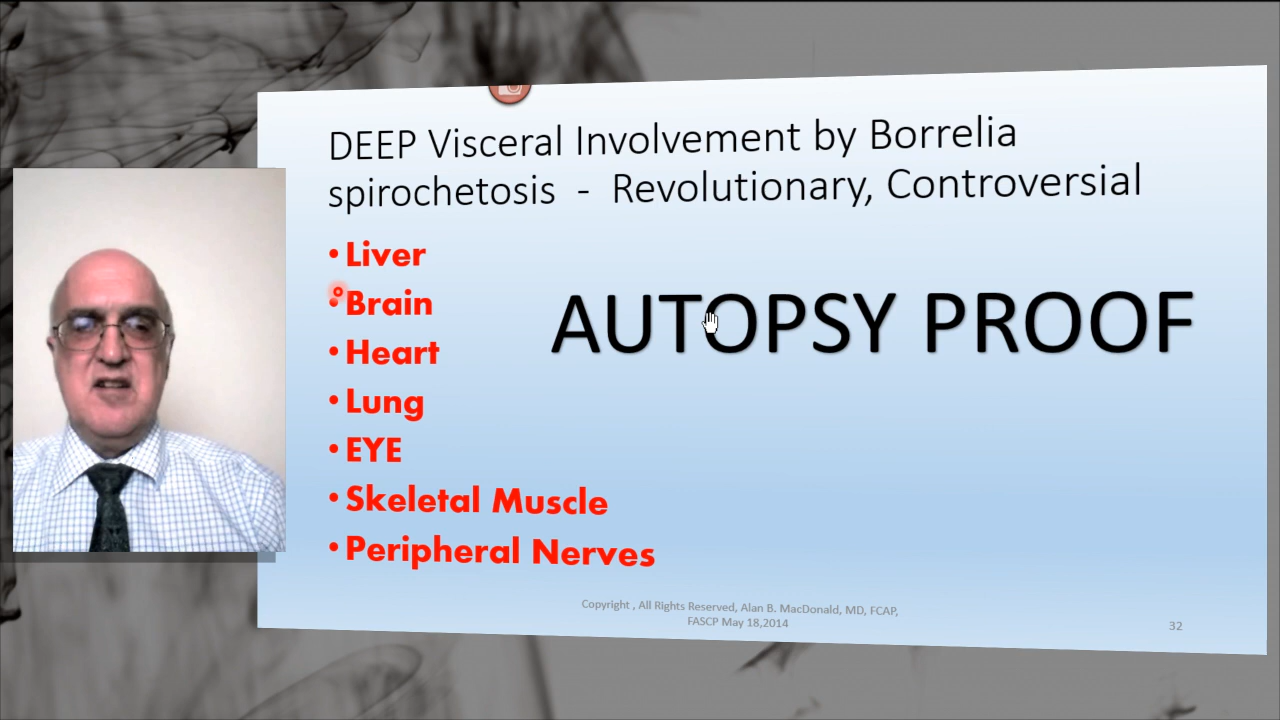 DEEP Visceral Involvement by Borrelia
spirochetosis - Revolutionary, Controversial
• Liver
• Brain
• Heart
• Lung
• EYE
• Skeletal Muscle
• Peripheral Nerves
AUTOPSY PROOF
Copyright , All Rights Reserved, Alan B. MacDonald, MD, FCAP,
FASCP May 18,2014
32